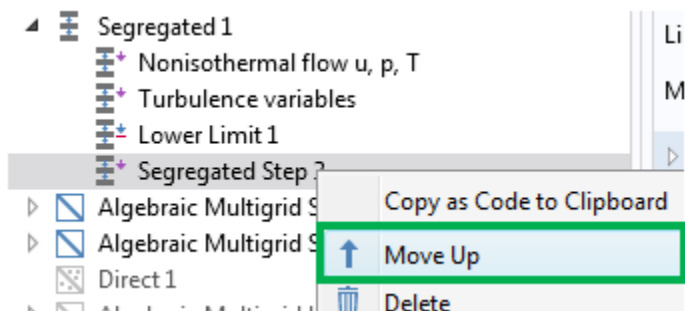 Segregated 1
Nonisothermal flow u, p, T
Turbulence variables
Lower Limit 1
Segregated Step
Algebraic Multigrid S
Algebraic Multigrid S
Direct 1
Li
M
Copy as Code to Clipboard
Move Up
Delete